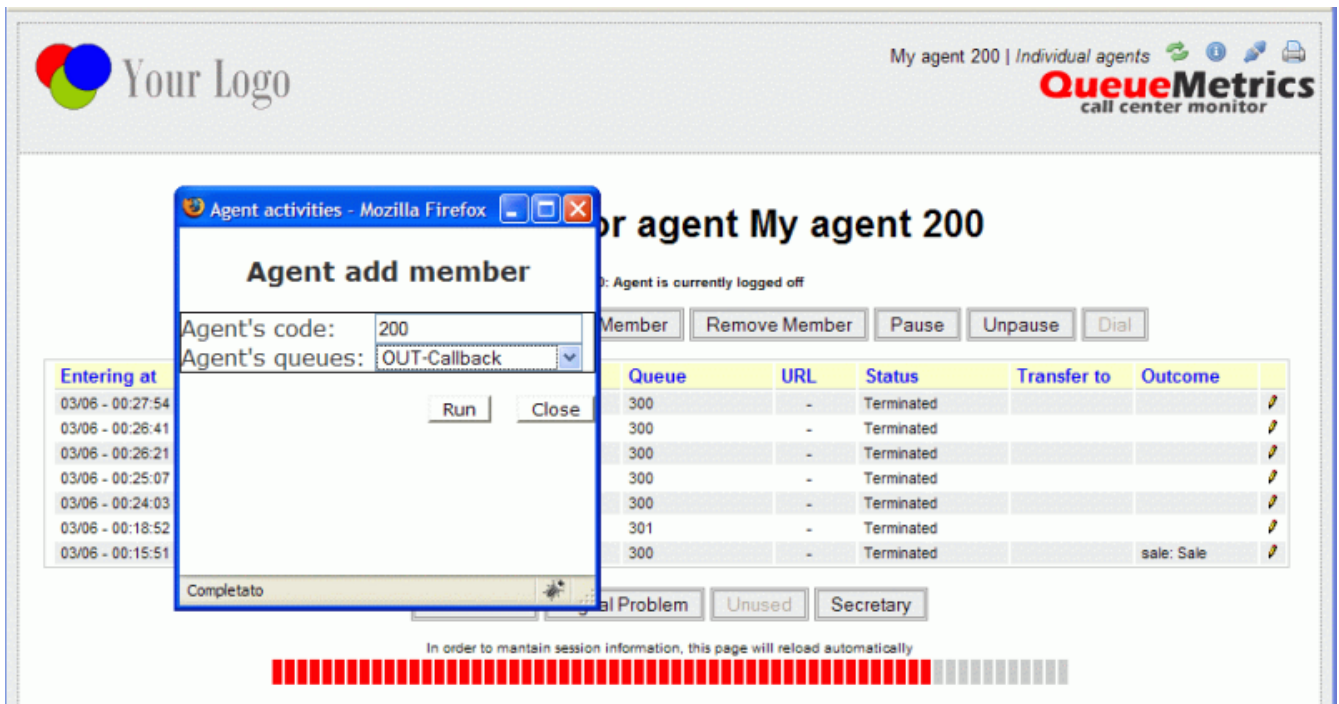 Your Logo
My agent 200 | Individual agents
QueueMetrics
call center monitor
Agent activities - Mozilla Firefox
or agent My agent 200
Agent add member
: Agent is currently logged off
Agent's code: 200
Member Remove Member Pause Unpause Dial
Agent's queues: OUT-Callback
Entering at Queue URL Status Transfer to Outcome
Run Close
03/06 - 00:27:54 300 - Terminated
03/06 - 00:26:41 300 - Terminated
03/06 - 00:26:21 300 - Terminated
03/06 - 00:25:07 300 - Terminated
03/06 - 00:24:03 300 - Terminated
03/06 - 00:18:52 301 - Terminated
03/06 - 00:15:51 300 - Terminated sale: Sale
Completato
al Problem Unused Secretary
In order to mantain session information, this page will reload automatically